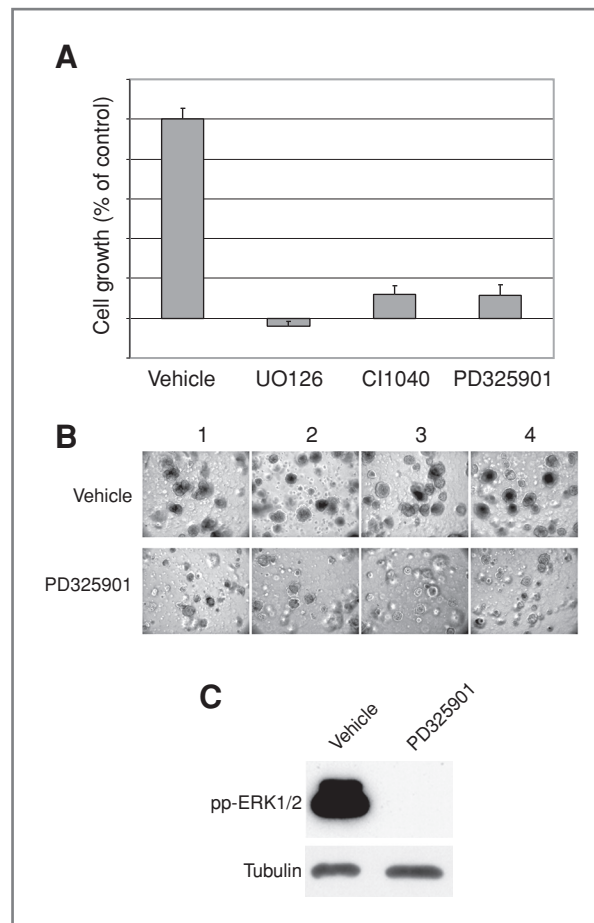 A
Cell growth (% of control)
Vehicle UO126 CI1040 PD325901
B
1 2 3 4
Vehicle
PD325901
C
Vehicle PD325901
pp-ERK1/2
Tubulin